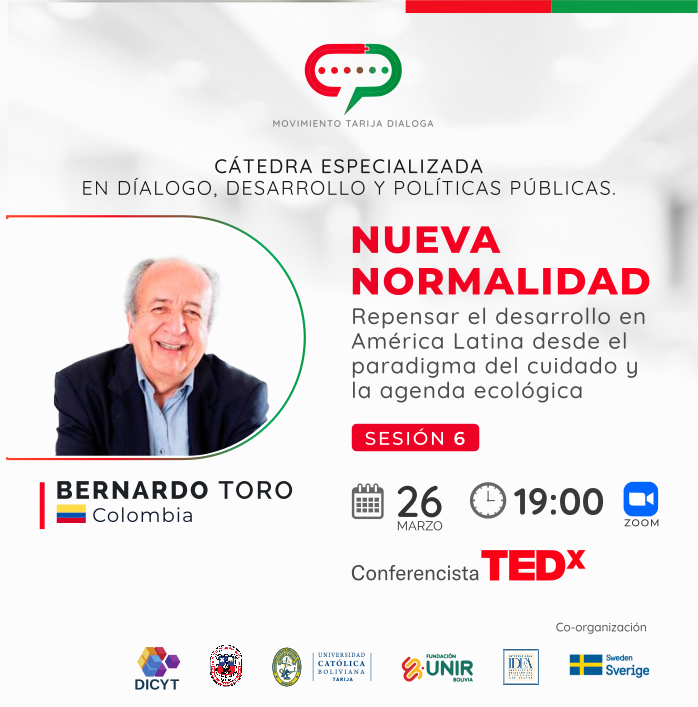 MOVIMIENTO TARIJA DIALOGA
CÁTEDRA ESPECIALIZADA
EN DÍALOGO, DESARROLLO Y POLÍTICAS PÚBLICAS.
NUEVA
NORMALIDAD
Repensar el desarrollo en
América Latina desde el
paradigma del cuidado y
la agenda ecológica
SESIÓN 6
BERNARDO TORO
Colombia
26
MARZO
19:00
ZOOM
Conferencista TEDx
Co-organización
DICYT
UNIVERSIDAD
CATÓLICA
BOLIVIANA
TARIJA
FUNDACIÓN
UNIR
BOLIVIA
IDEA
Sweden
Sverige